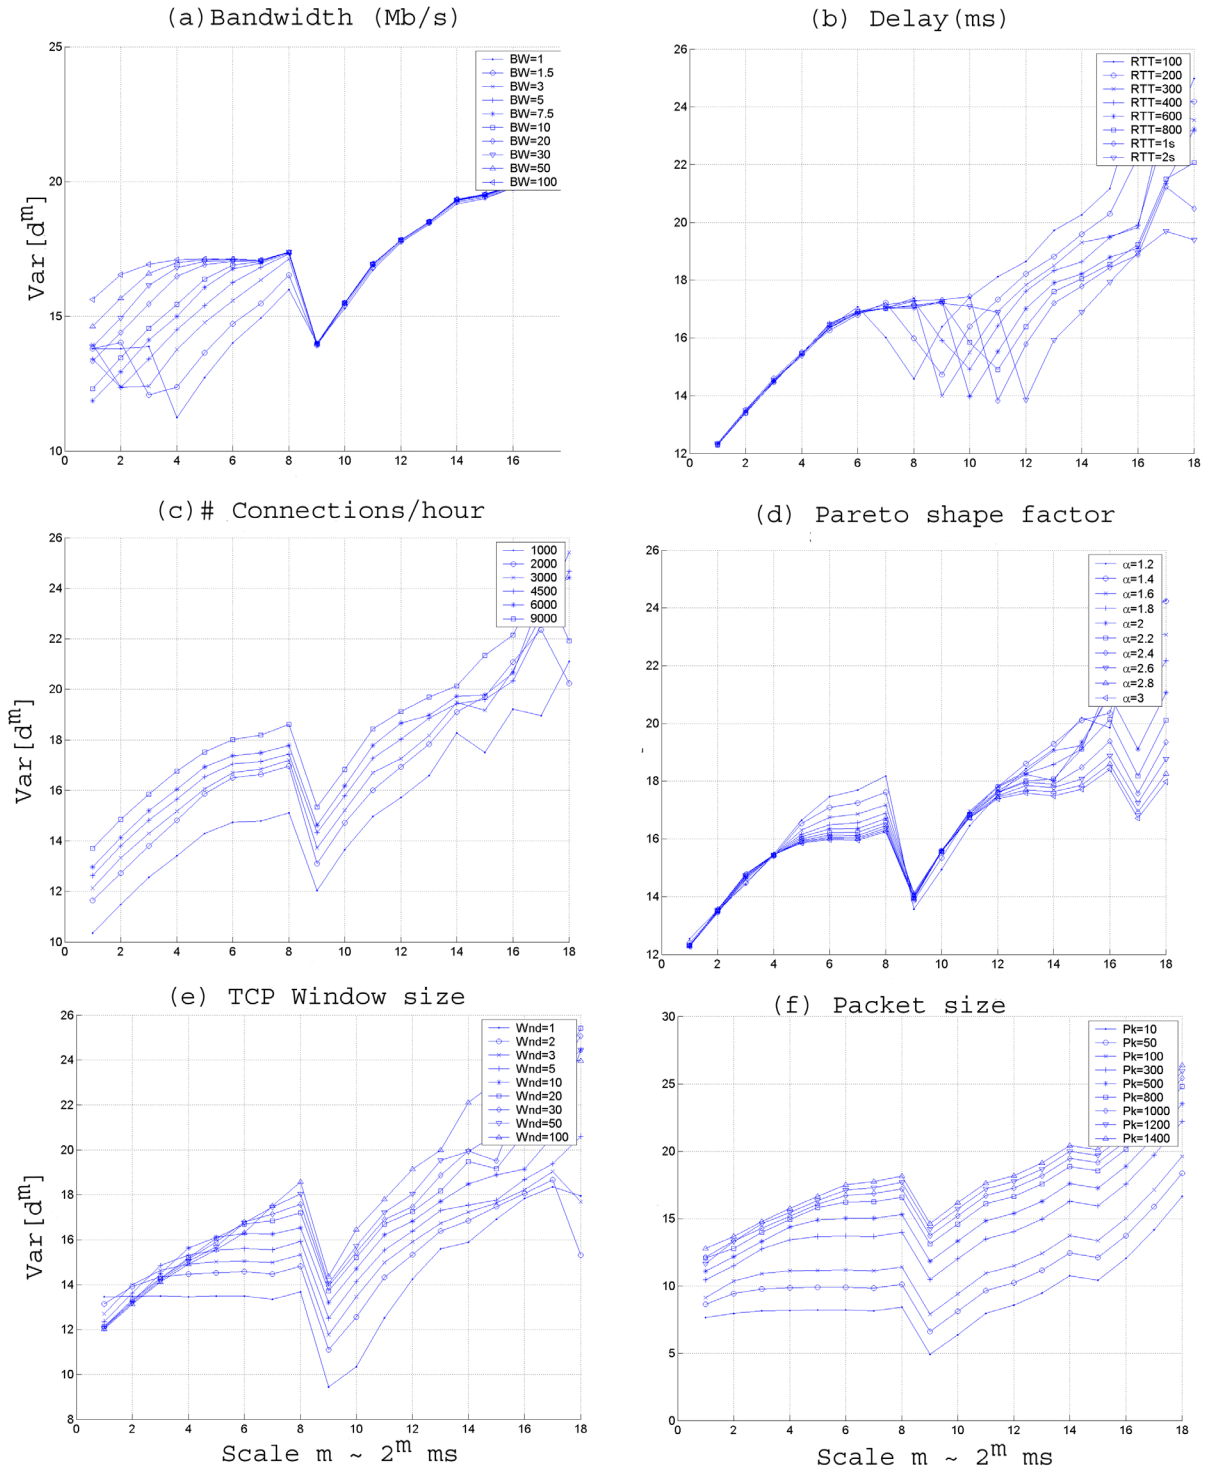 (a)Bandwidth (Mb/s)
25
20
15
10
0 2 4 6 8 10 12 14 16
Var[d^m]
BW=1
BW=1.5
BW=3
BW=5
BW=7.5
BW=10
BW=20
BW=30
BW=50
BW=100
(b) Delay(ms)
26
24
22
20
18
16
14
12
0 2 4 6 8 10 12 14 16 18
RTT=100
RTT=200
RTT=300
RTT=400
RTT=600
RTT=800
RTT=1s
RTT=2s
(c)# Connections/hour
26
24
22
20
18
16
14
12
10
0 2 4 6 8 10 12 14 16 18
Var[d^m]
1000
2000
3000
4500
6000
9000
(d) Pareto shape factor
26
24
22
20
18
16
14
12
0 2 4 6 8 10 12 14 16 18
α=1.2
α=1.4
α=1.6
α=1.8
α=2
α=2.2
α=2.4
α=2.6
α=2.8
α=3
(e) TCP Window size
26
24
22
20
18
16
14
12
10
8
0 2 4 6 8 10 12 14 16 18
Var[d^m]
Scale m ~ 2^m ms
Wnd=1
Wnd=2
Wnd=3
Wnd=5
Wnd=10
Wnd=20
Wnd=30
Wnd=50
Wnd=100
(f) Packet size
30
25
20
15
10
5
0
0 2 4 6 8 10 12 14 16 18
Scale m ~ 2^m ms
Pk=10
Pk=50
Pk=100
Pk=300
Pk=500
Pk=800
Pk=1000
Pk=1200
Pk=1400